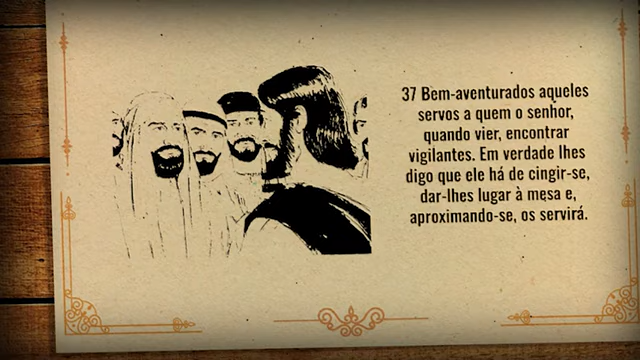 37 Bem-aventurados aqueles
servos a quem o senhor,
quando vier, encontrar
vigilantes. Em verdade lhes
digo que ele há de cingir-se,
dar-lhes lugar à mesa e,
aproximando-se, os servirá.